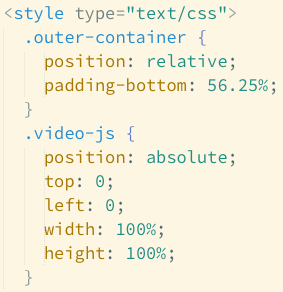 <style type="text/css">
  .outer-container {
    position: relative;
    padding-bottom: 56.25%;
  }
  .video-js {
    position: absolute;
    top: 0;
    left: 0;
    width: 100%;
    height: 100%;
  }